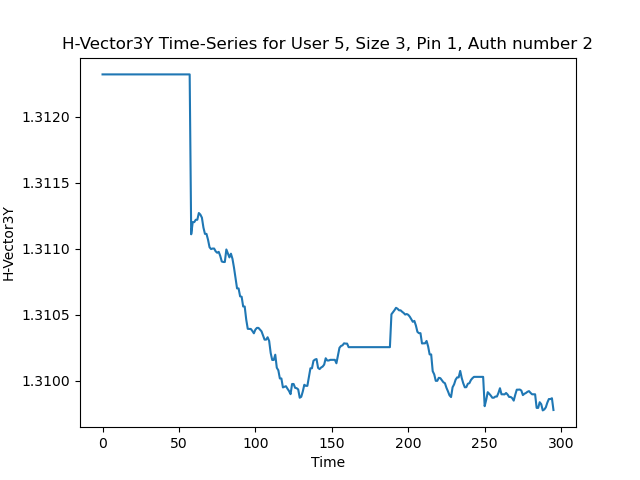 H-Vector3Y Time-Series for User 5, Size 3, Pin 1, Auth number 2
1.3120
1.3115
1.3110
1.3105
1.3100
H-Vector3Y
0 50 100 150 200 250 300
Time